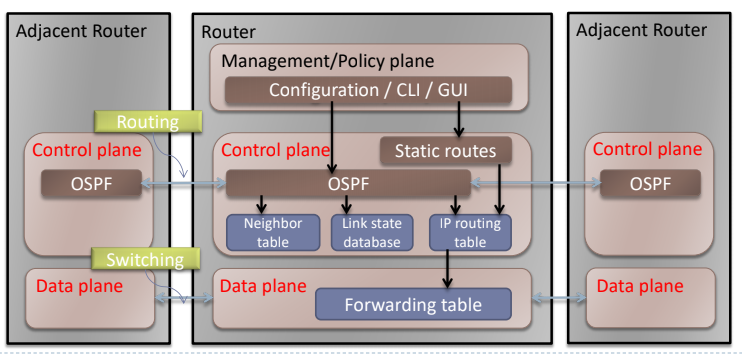 Adjacent Router
Router
Adjacent Router
Management/Policy plane
Configuration / CLI / GUI
Routing
Control plane
OSPF
Control plane
Static routes
OSPF
Neighbor
table
Link state
database
IP routing
table
Control plane
OSPF
Switching
Data plane
Data plane
Forwarding table
Data plane